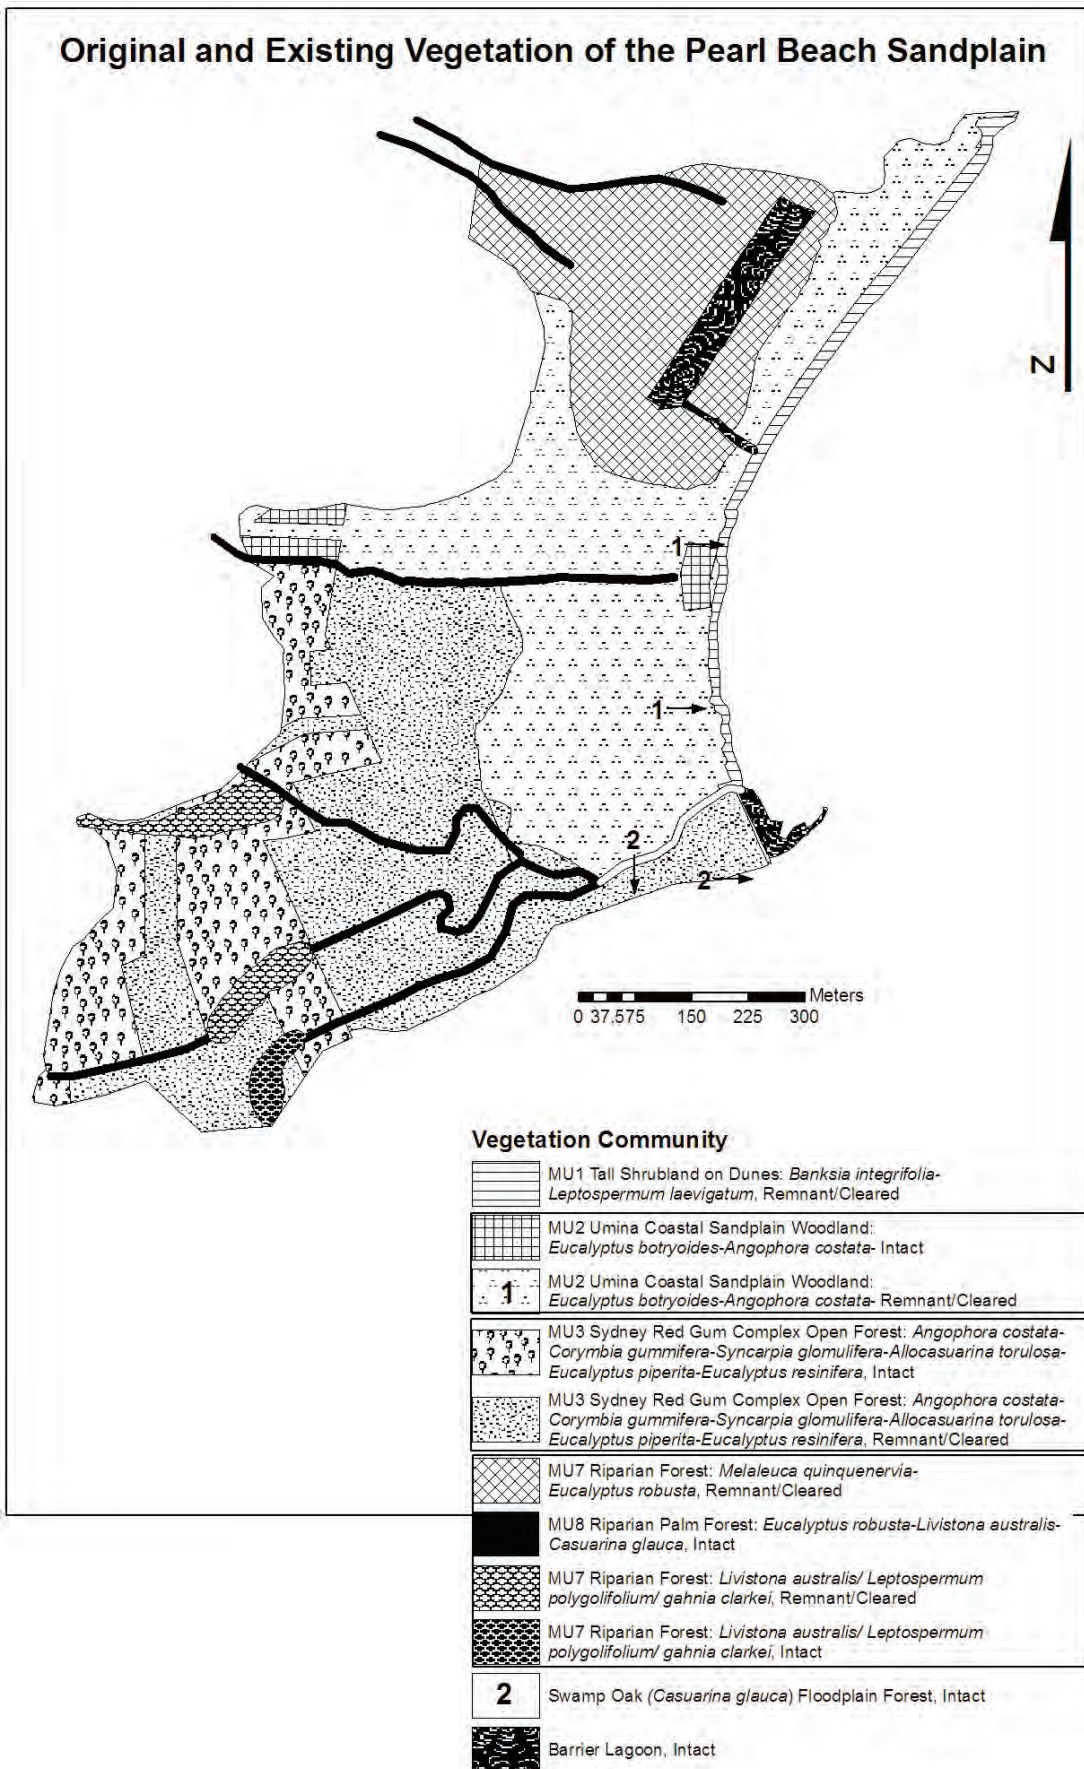 Original and Existing Vegetation of the Pearl Beach Sandplain
Z
1
1
2
2
Meters
0 37.575 150 225 300
Vegetation Community
MU1 Tall Shrubland on Dunes: Banksia integrifolia-
Leptospermum laevigatum, Remnant/Cleared
MU2 Umina Coastal Sandplain Woodland:
Eucalyptus botryoides-Angophora costata- Intact
1
MU2 Umina Coastal Sandplain Woodland:
Eucalyptus botryoides-Angophora costata- Remnant/Cleared
MU3 Sydney Red Gum Complex Open Forest: Angophora costata-
Corymbia gummifera-Syncarpia glomulifera-Allocasuarina torulosa-
Eucalyptus piperita-Eucalyptus resinifera, Intact
MU3 Sydney Red Gum Complex Open Forest: Angophora costata-
Corymbia gummifera-Syncarpia glomulifera-Allocasuarina torulosa-
Eucalyptus piperita-Eucalyptus resinifera, Remnant/Cleared
MU7 Riparian Forest: Melaleuca quinquenervia-
Eucalyptus robusta, Remnant/Cleared
MU8 Riparian Palm Forest: Eucalyptus robusta-Livistona australis-
Casuarina glauca, Intact
MU7 Riparian Forest: Livistona australis/ Leptospermum
polygolifolium/ gahnia clarkei, Remnant/Cleared
MU7 Riparian Forest: Livistona australis/ Leptospermum
polygolifolium/ gahnia clarkei, Intact
2
Swamp Oak (Casuarina glauca) Floodplain Forest, Intact
Barrier Lagoon, Intact